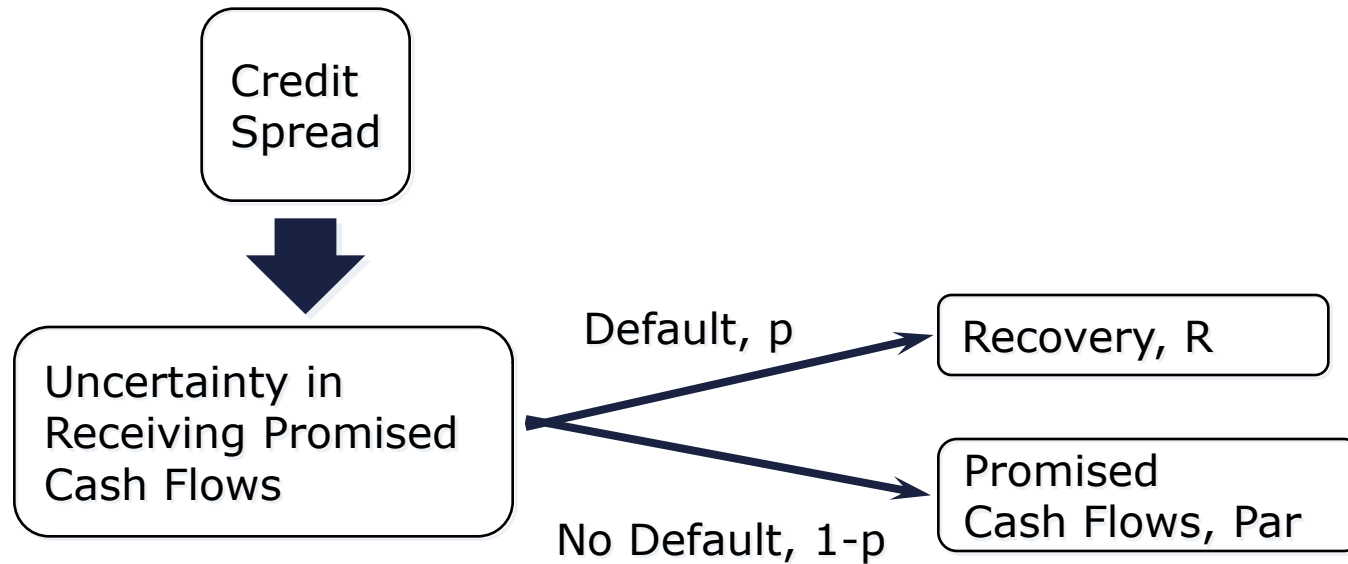 Credit
Spread
Default, p
Recovery, R
Uncertainty in
Receiving Promised
Cash Flows
Promised
Cash Flows, Par
No Default, 1-p